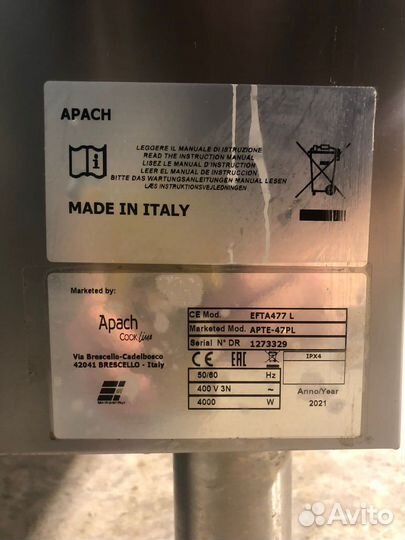 APACH
LEGGERE IL MANUALE DI ISTRUZIONE
READ THE INSTRUCTION MANUAL
LISEZ LE MANUEL D'INSTRUCTION
LEER EL MANUAL DE INSTRUCCION
BITTE DAS WARTUNGSANLEITUNGEN MANUAL LESEN
LÆS INSTRUKTIONSVEJLEDNINGEN
MADE IN ITALY
Marketed by:
Apach
COOK Line
Via Brescello-Cadelbosco
42041 BRESCELLO - Italy
CE Mod. EFTA477 L
Marketed Mod. APTE-47PL
Serial N° DR 1273329
CE EAC IPX4
50/60 Hz
400 V 3N ~
4000 W
Anno/Year
2021
Avito